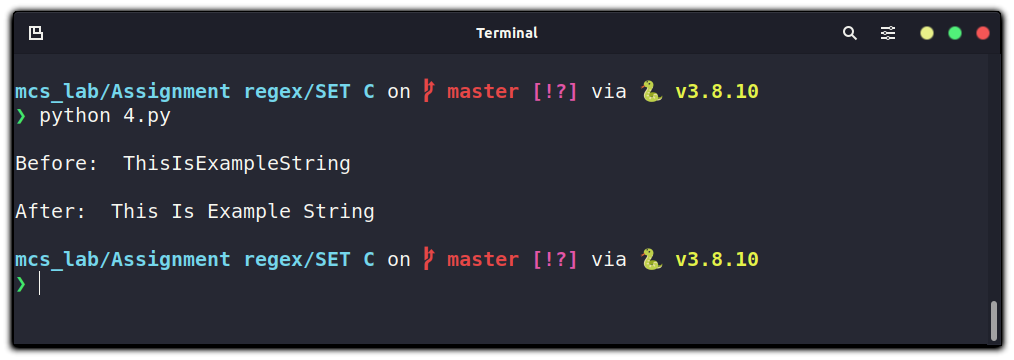 Terminal
mcs_lab/Assignment regex/SET C on master [!?] via 🐍 v3.8.10
❯ python 4.py
Before:  ThisIsExampleString
After:  This Is Example String
mcs_lab/Assignment regex/SET C on master [!?] via 🐍 v3.8.10
❯